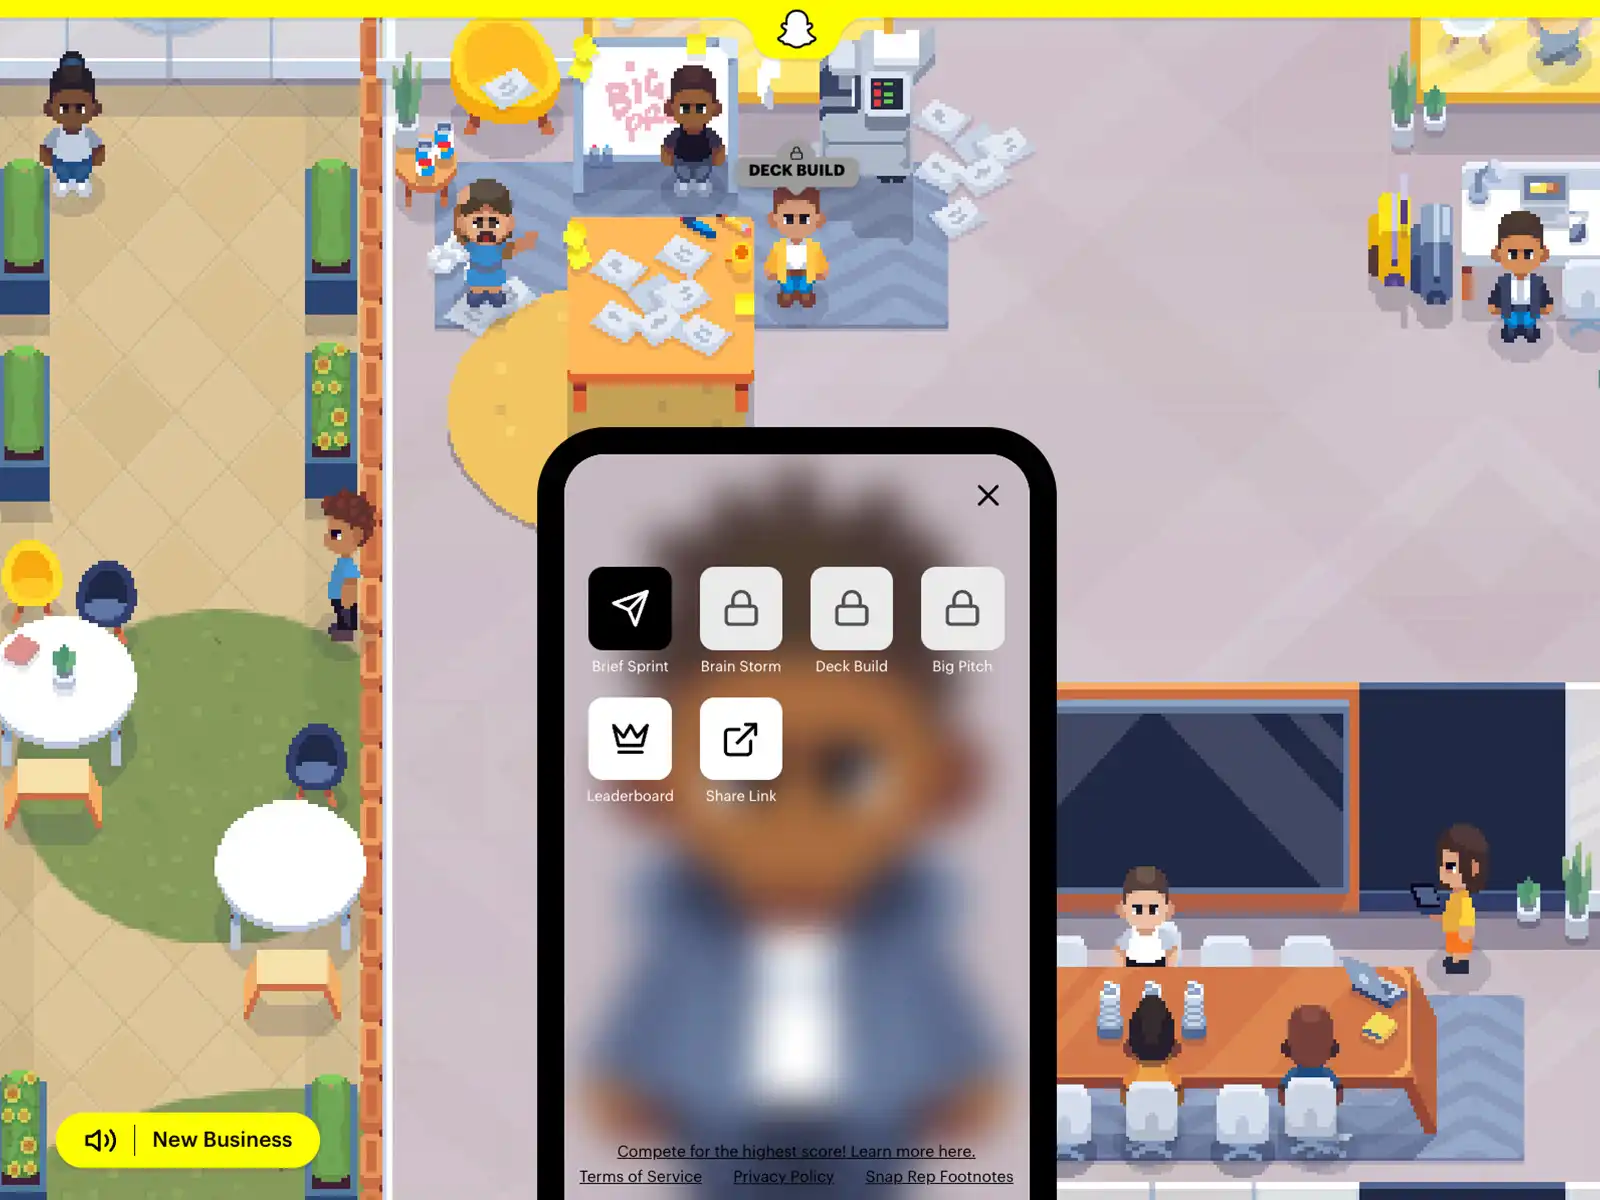 BIG
DECK BUILD
Brief Sprint
Brain Storm
Deck Build
Big Pitch
Leaderboard
Share Link
New Business
Compete for the highest score! Learn more here.
Terms of Service
Privacy Policy
Snap Rep Footnotes